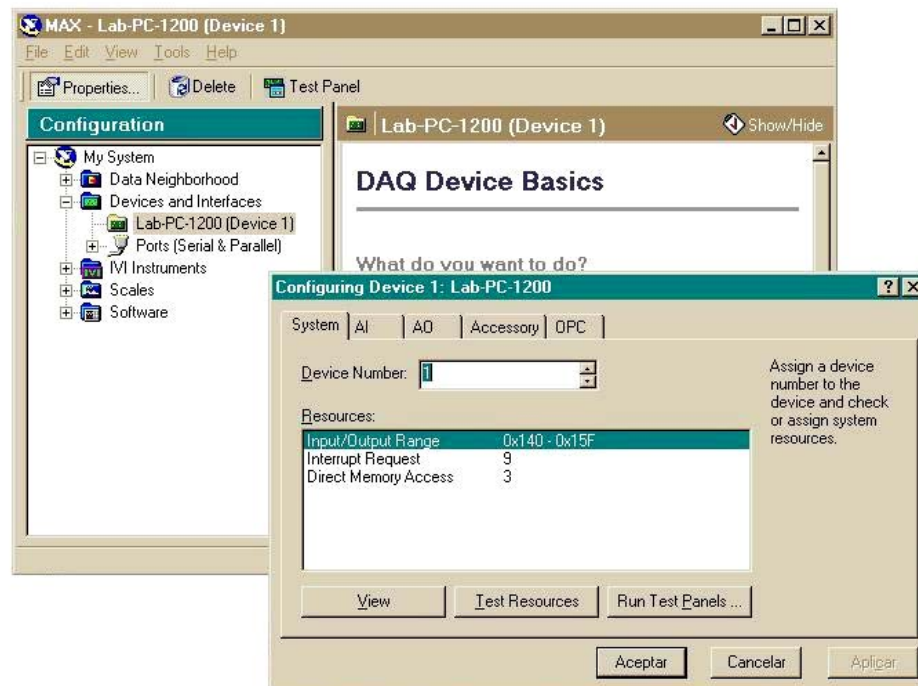 MAX - Lab-PC-1200 (Device 1)
File Edit View Tools Help
Properties... Delete Test Panel
Configuration
My System
Data Neighborhood
Devices and Interfaces
Lab-PC-1200 (Device 1)
Ports (Serial & Parallel)
IVI Instruments
Scales
Software
Lab-PC-1200 (Device 1) Show/Hide
DAQ Device Basics
What do you want to do?
Configuring Device 1: Lab-PC-1200
System AI AO Accessory OPC
Device Number: 1
Assign a device
number to the
device and check
or assign system
resources.
Resources:
Input/Output Range 0x140 - 0x15F
Interrupt Request 9
Direct Memory Access 3
View Test Resources Run Test Panels ...
Aceptar Cancelar Aplicar